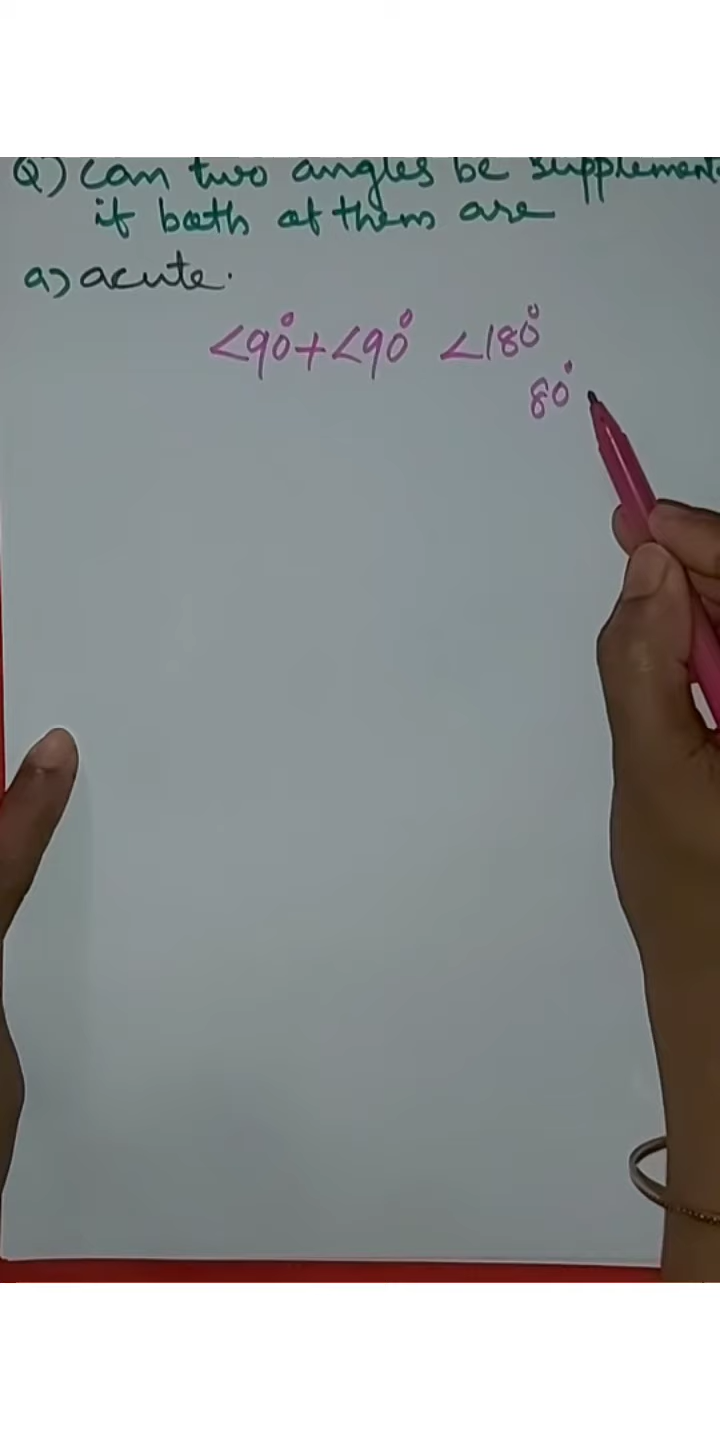 Q) Can two angles be supplement
if both of them are
a) acute.
<90° + <90° <180°
80°